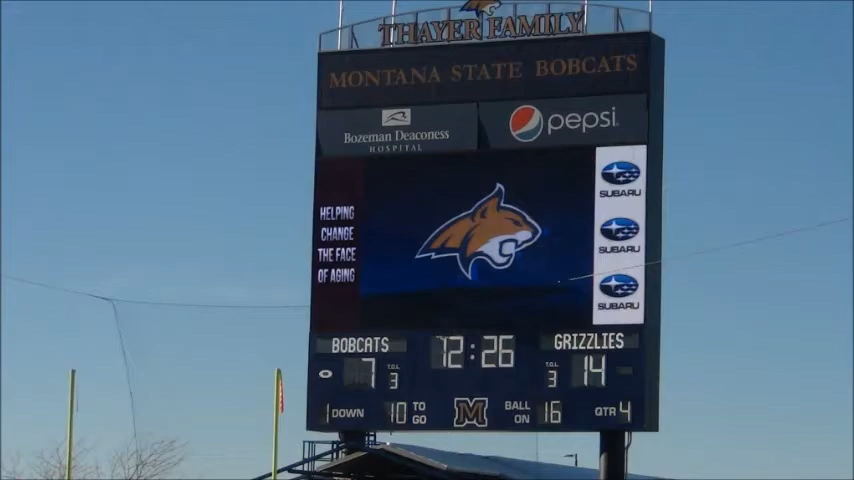 THAYER FAMILY
MONTANA STATE BOBCATS
BOZEMAN DEACONESS
HOSPITAL
pepsi
HELPING
CHANGE
THE FACE
OF AGING
SUBARU
SUBARU
SUBARU
BOBCATS 12:26 GRIZZLIES
7 T.O.L 3 T.O.L 3 14
1 DOWN 10 TO GO M BALL ON 16 QTR 4